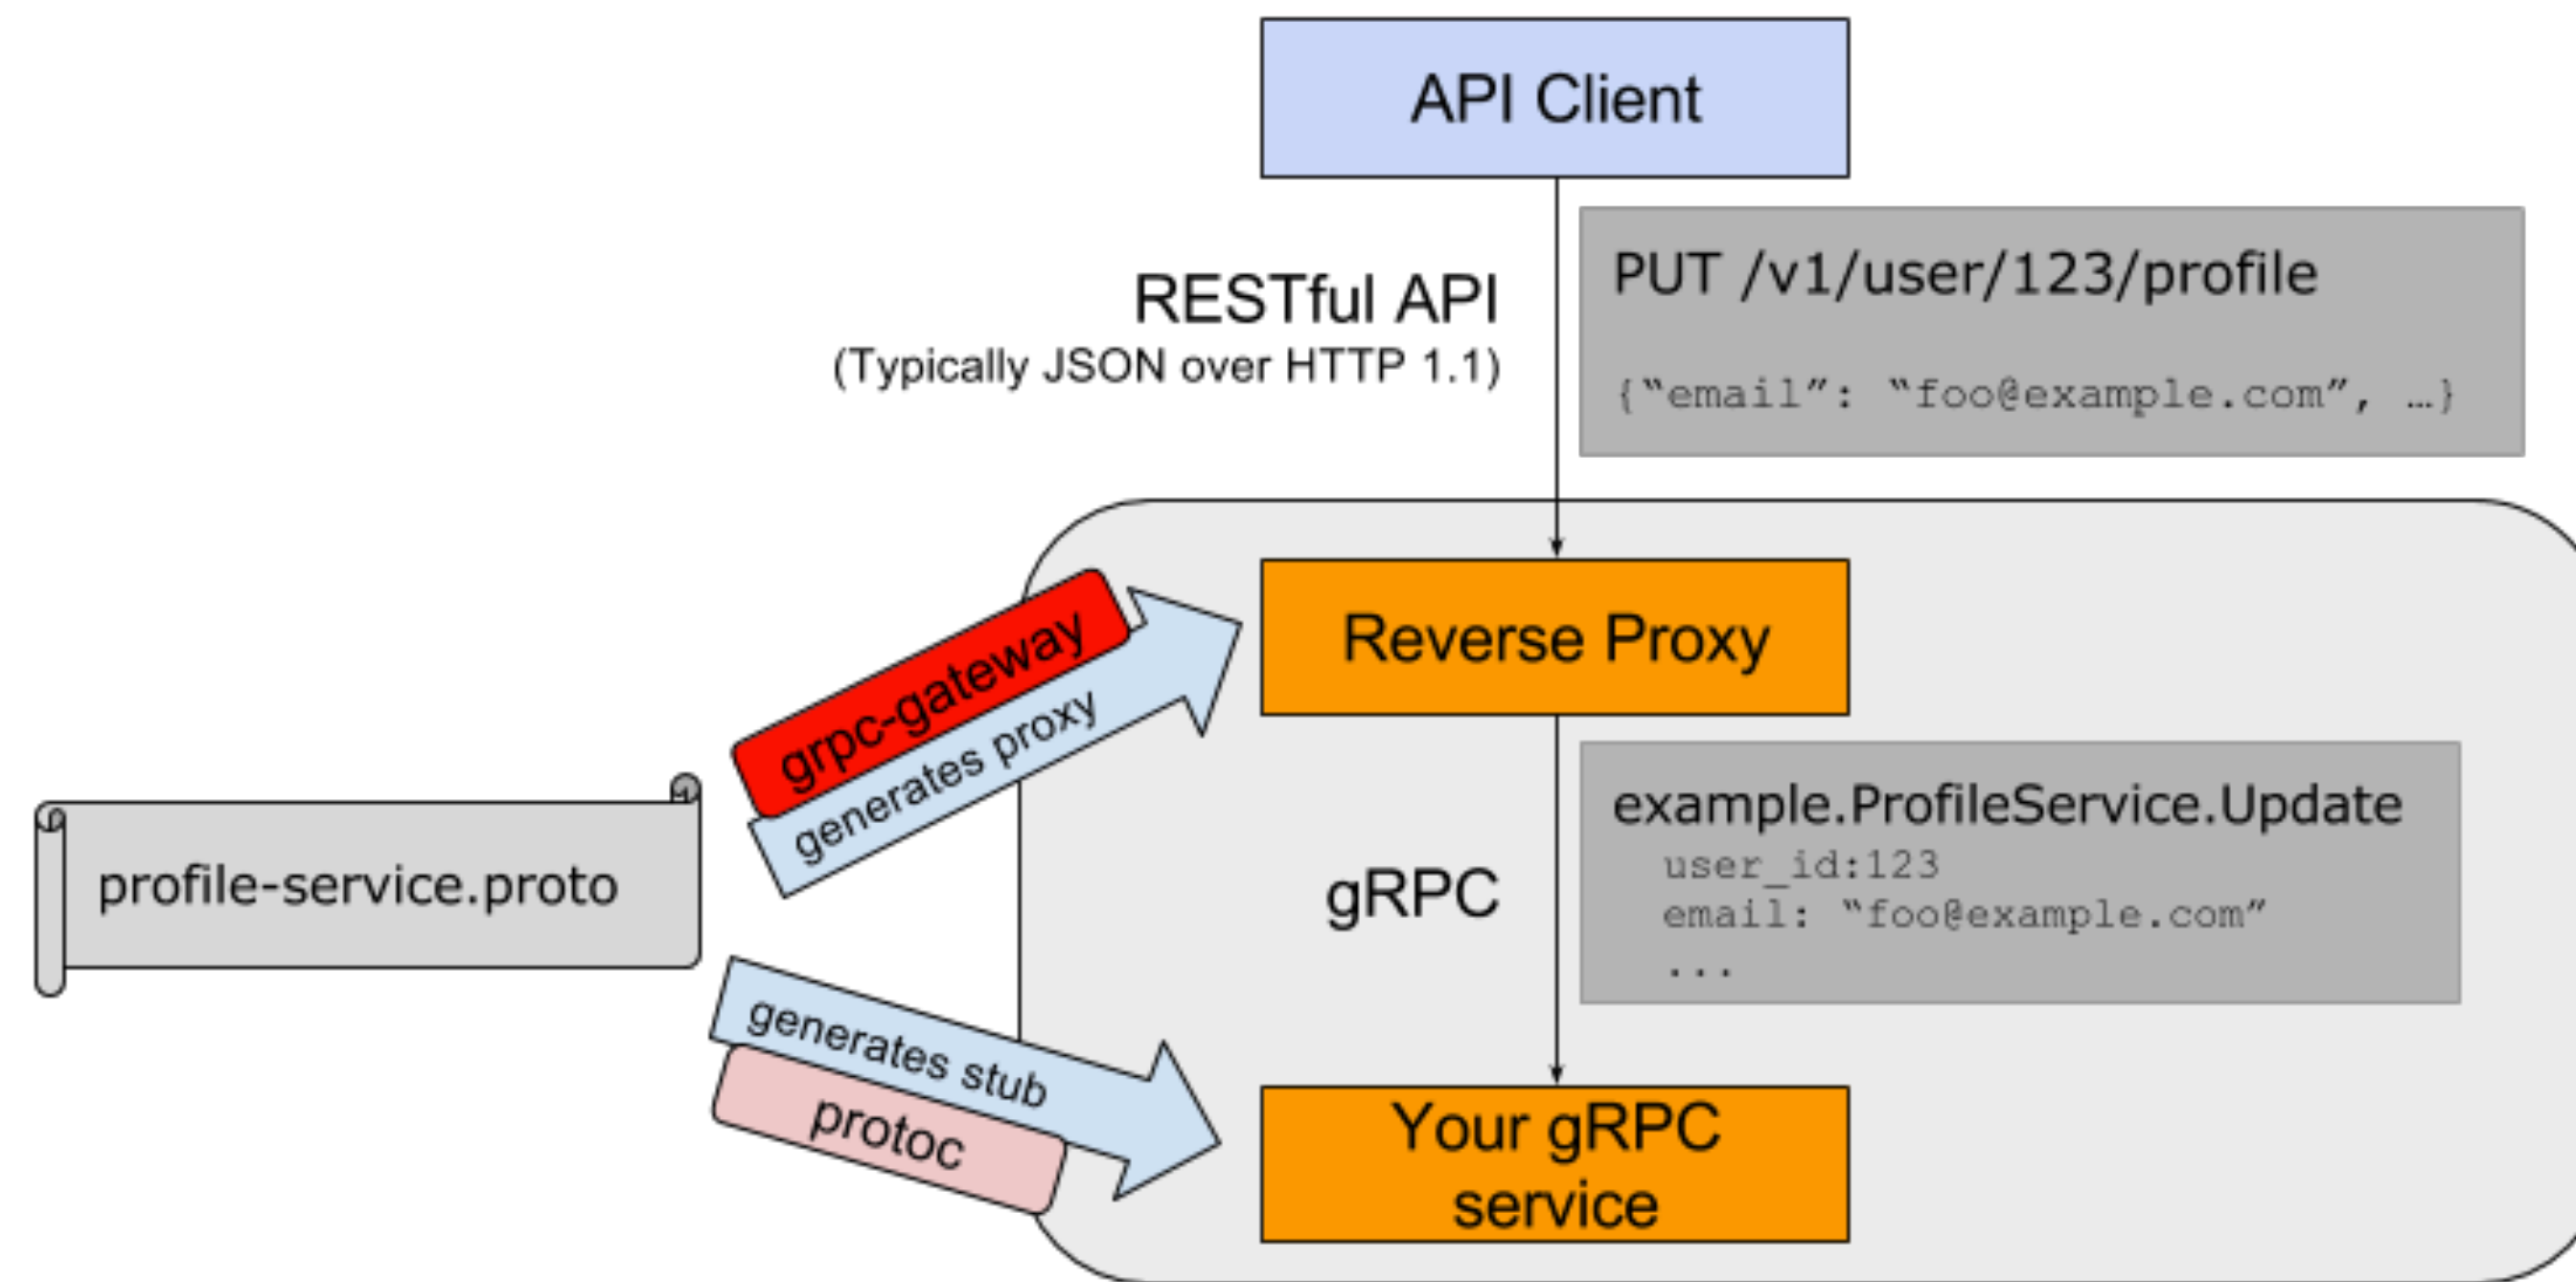 API Client
RESTful API
(Typically JSON over HTTP 1.1)
PUT /v1/user/123/profile
{“email”: “foo@example.com”, …}
Reverse Proxy
grpc-gateway
generates proxy
profile-service.proto
gRPC
example.ProfileService.Update
user_id:123
email: “foo@example.com”
...
generates stub
protoc
Your gRPC
service